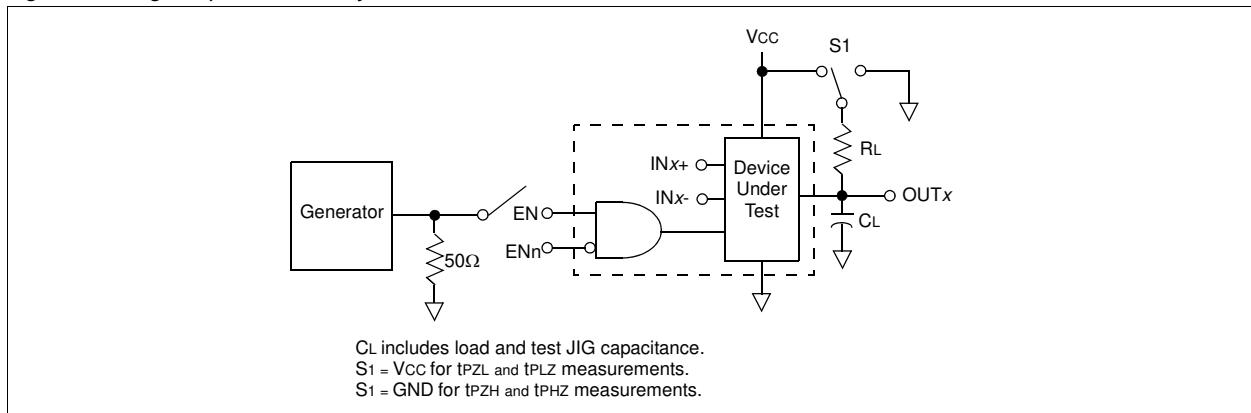 VCC
S1
RL
INx+
Device
Under
Test
INx-
OUTx
CL
Generator
EN
ENn
50Ω
CL includes load and test JIG capacitance.
S1 = VCC for tPZL and tPLZ measurements.
S1 = GND for tPZH and tPHZ measurements.